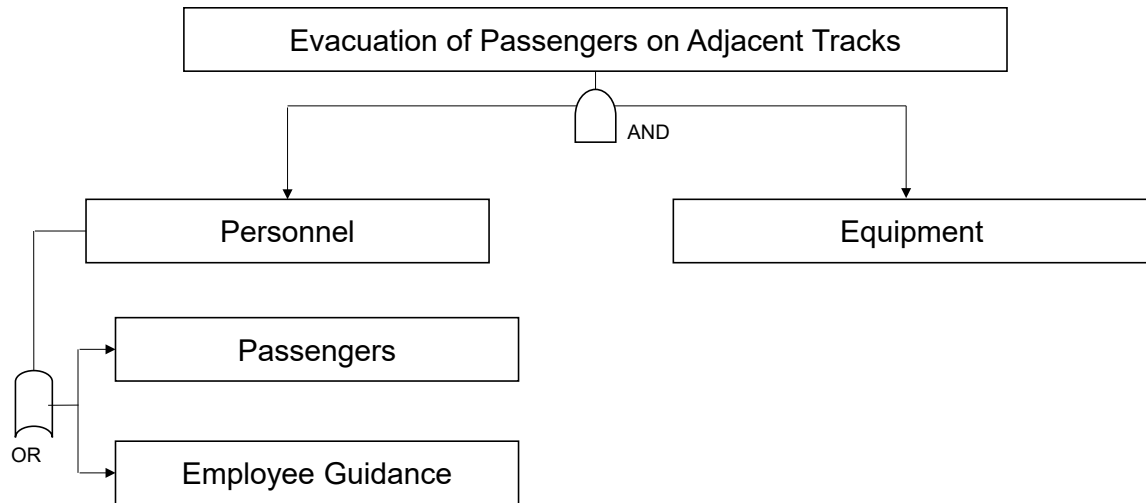 Evacuation of Passengers on Adjacent Tracks
AND
Personnel
Equipment
Passengers
OR
Employee Guidance